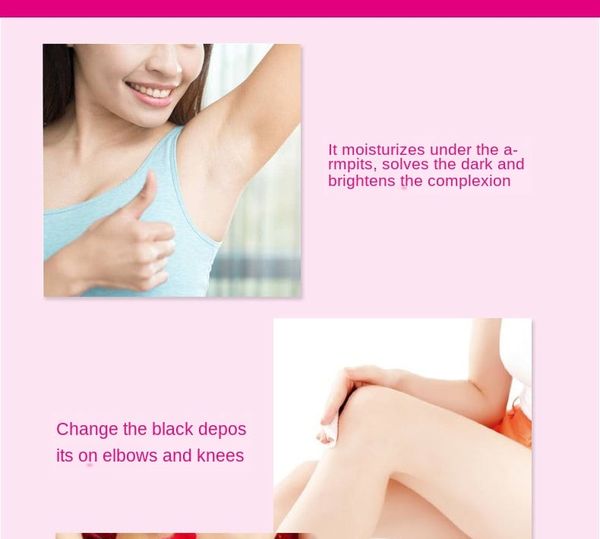 It moisturizes under the a-
rmpits, solves the dark and
brightens the complexion
Change the black depos
its on elbows and knees